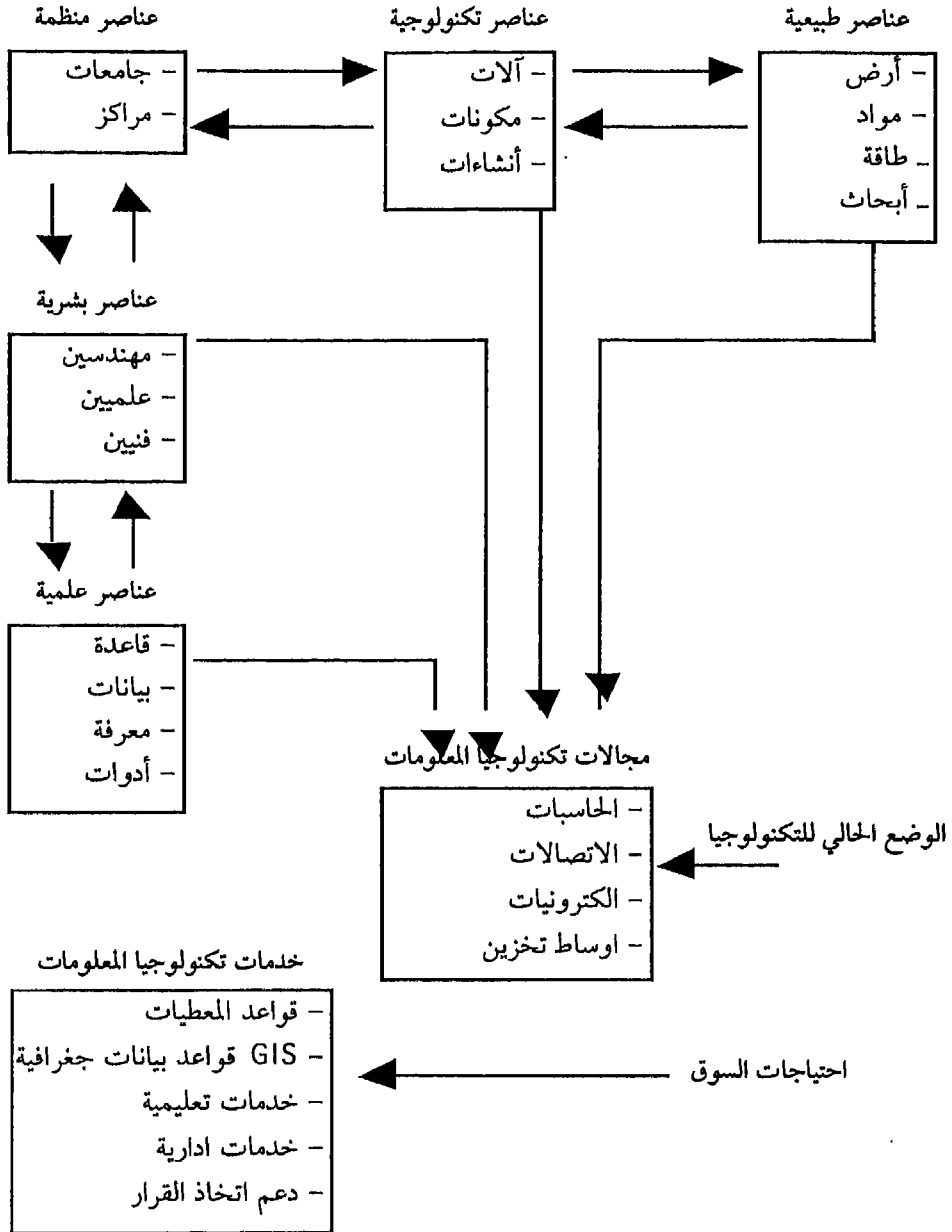 عناصر طبيعية
- أرض
- مواد
- طاقة
- أبحاث
عناصر تكنولوجية
- آلات
- مكونات
- أنشاءات
عناصر منظمة
- جامعات
- مراكز
عناصر بشرية
- مهندسين
- علميين
- فنيين
عناصر علمية
- قاعدة
- بيانات
- معرفة
- أدوات
مجالات تكنولوجيا المعلومات
- الحاسبات
- الاتصالات
- الكترونيات
- اوساط تخزين
الوضع الحالي للتكنولوجيا
خدمات تكنولوجيا المعلومات
- قواعد المعطيات
- GIS قواعد بيانات جغرافية
- خدمات تعليمية
- خدمات ادارية
- دعم اتخاذ القرار
احتياجات السوق